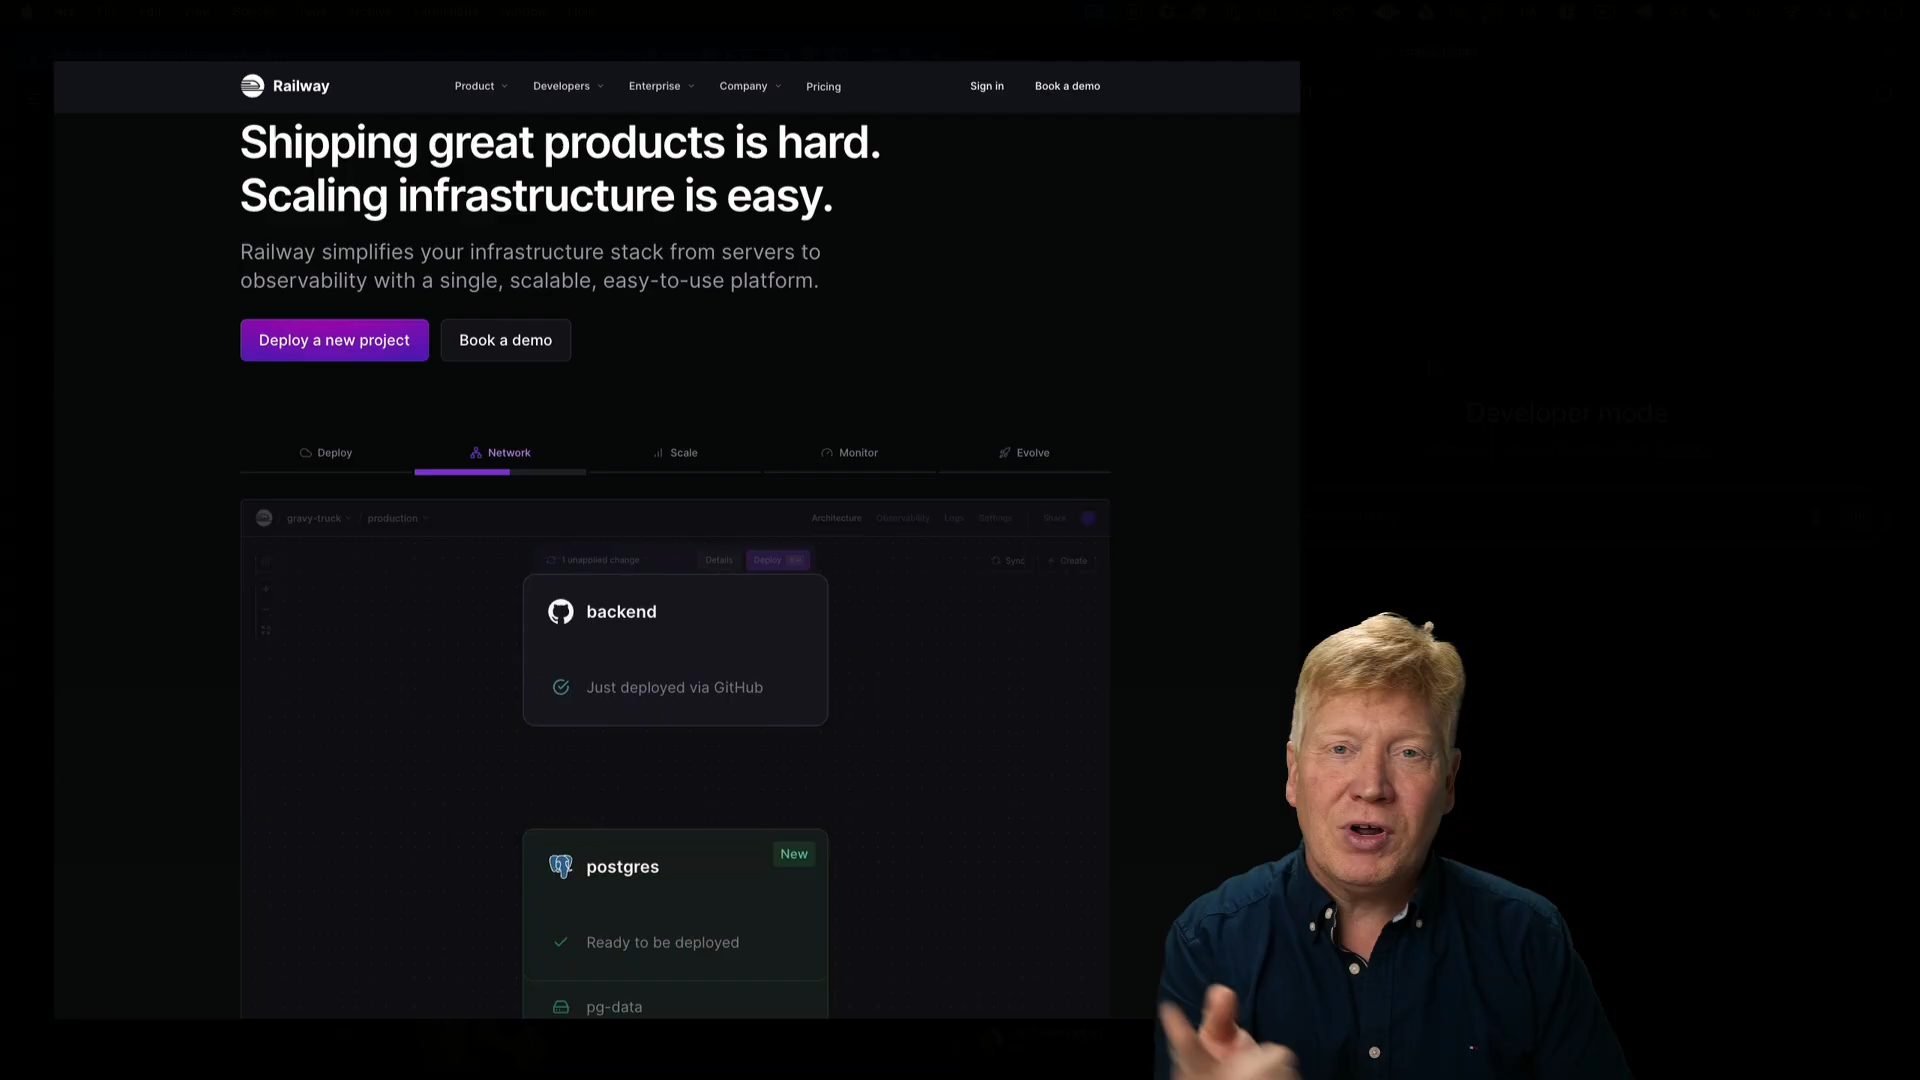 Railway
Product
Developers
Enterprise
Company
Pricing
Sign in
Book a demo
Shipping great products is hard.
Scaling infrastructure is easy.
Railway simplifies your infrastructure stack from servers to
observability with a single, scalable, easy-to-use platform.
Deploy a new project
Book a demo
Deploy
Network
Scale
Monitor
Evolve
gravy-truck / production
Architecture
Observability
Logs
Settings
Share
1 unapplied change
Details
Deploy
Sync
+ Create
backend
Just deployed via GitHub
New
postgres
Ready to be deployed
pg-data
Developer mode